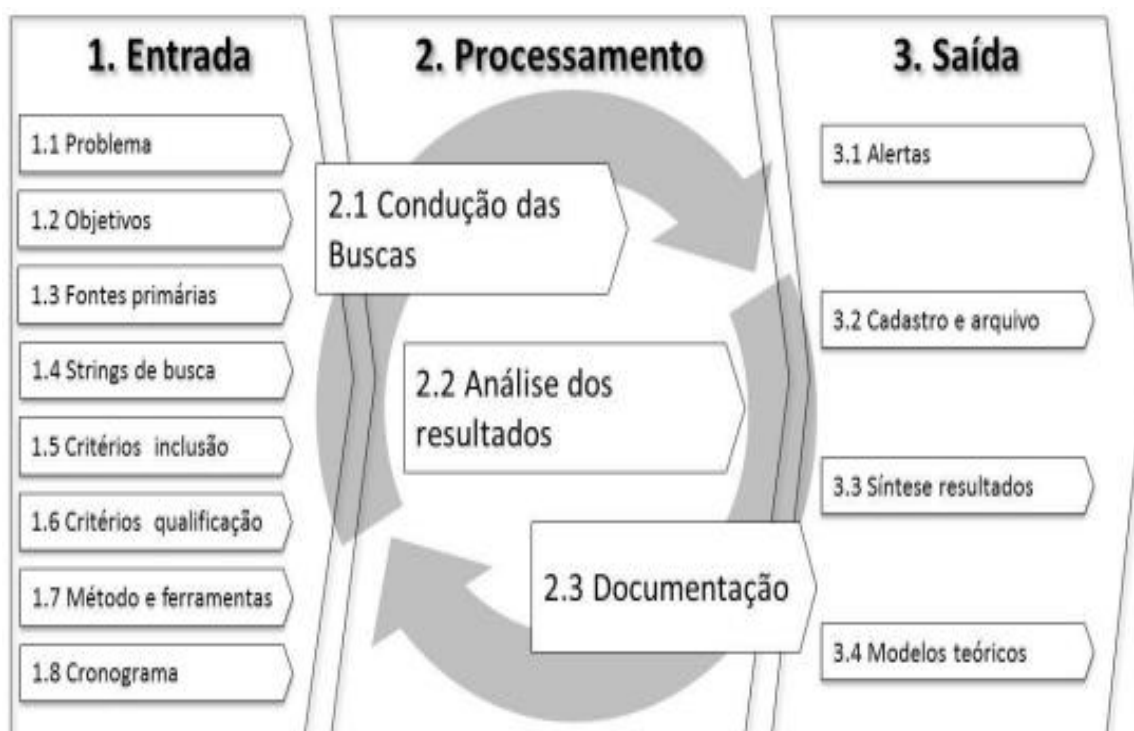 1. Entrada
1.1 Problema
1.2 Objetivos
1.3 Fontes primárias
1.4 Strings de busca
1.5 Critérios inclusão
1.6 Critérios qualificação
1.7 Método e ferramentas
1.8 Cronograma
2. Processamento
2.1 Condução das
Buscas
2.2 Análise dos
resultados
2.3 Documentação
3. Saída
3.1 Alertas
3.2 Cadastro e arquivo
3.3 Síntese resultados
3.4 Modelos teóricos